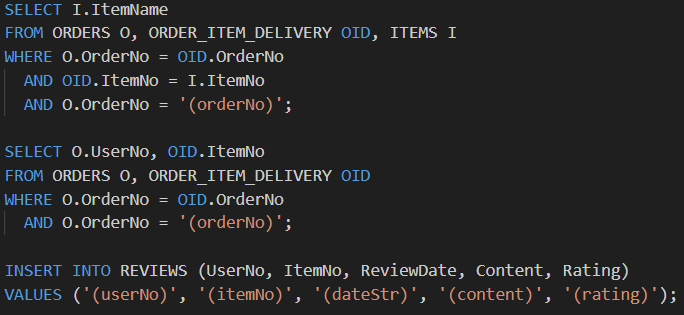 SELECT I.ItemName
FROM ORDERS O, ORDER_ITEM_DELIVERY OID, ITEMS I
WHERE O.OrderNo = OID.OrderNo
AND OID.ItemNo = I.ItemNo
AND O.OrderNo = '(orderNo)';
SELECT O.UserNo, OID.ItemNo
FROM ORDERS O, ORDER_ITEM_DELIVERY OID
WHERE O.OrderNo = OID.OrderNo
AND O.OrderNo = '(orderNo)';
INSERT INTO REVIEWS (UserNo, ItemNo, ReviewDate, Content, Rating)
VALUES ('(userNo)', '(itemNo)', '(dateStr)', '(content)', '(rating)');